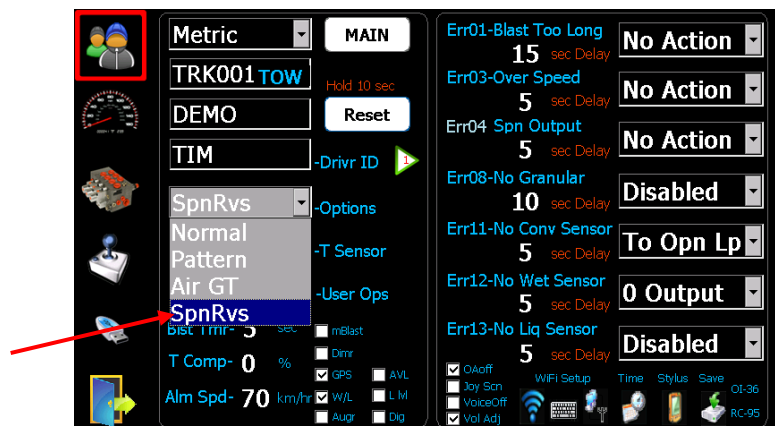 Metric
MAIN
TRK001 TOW
Hold 10 sec
DEMO
Reset
TIM
-Drivr ID
1
SpnRvs
-Options
Normal
Pattern
-T Sensor
Air GT
-User Ops
SpnRvs
5 sec
mBlast
T Comp- 0 %
Dimr
GPS
AVL
Alm Spd- 70 km/hr
W/L
L lvl
Augr
Dig
Err01-Blast Too Long
15 sec Delay
No Action
Err03-Over Speed
5 sec Delay
No Action
Err04 Spn Output
5 sec Delay
No Action
Err08-No Granular
10 sec Delay
Disabled
Err11-No Conv Sensor
5 sec Delay
To Opn Lp
Err12-No Wet Sensor
5 sec Delay
0 Output
Err13-No Liq Sensor
5 sec Delay
Disabled
OAoff
Joy Scn
VoiceOff
Vol Adj
WiFi Setup
Time
Stylus
Save
OI-36
RC-95